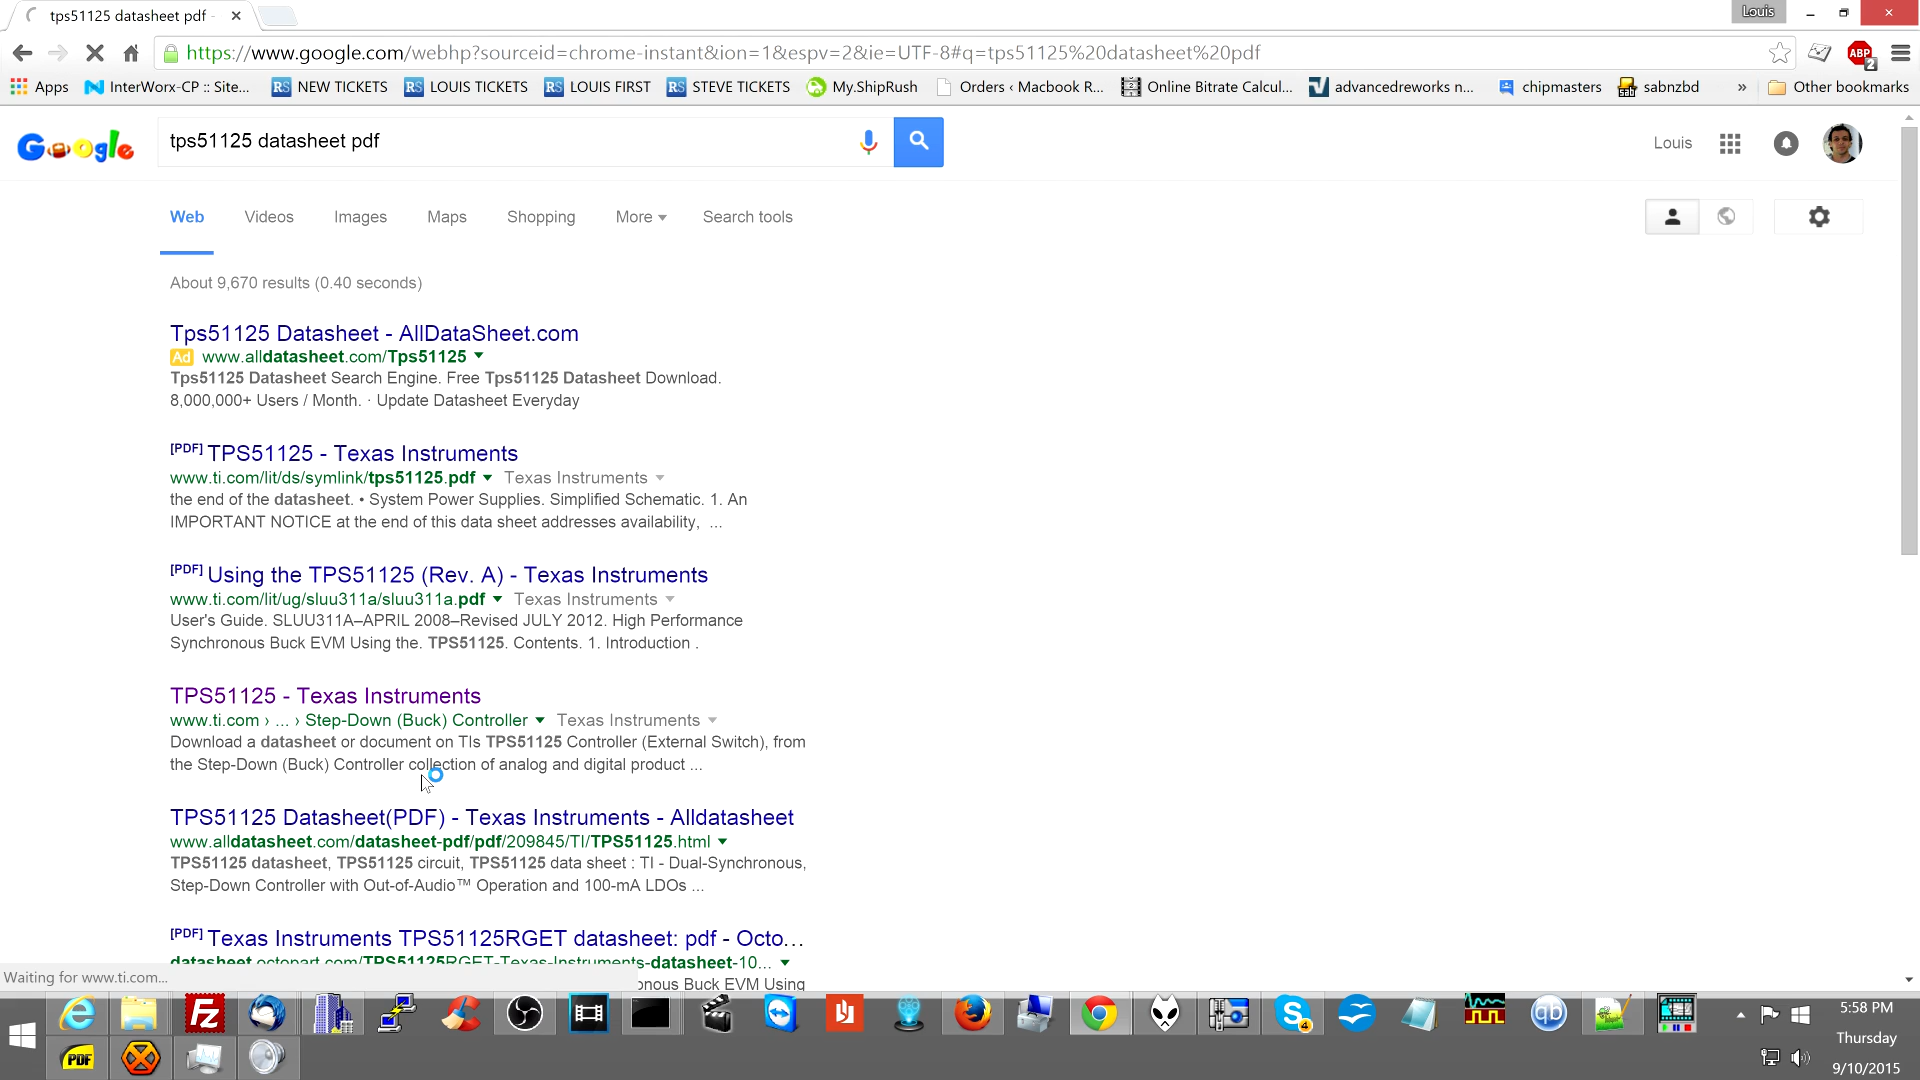 tps51125 datasheet pdf -
Louis
https://www.google.com/webhp?sourceid=chrome-instant&ion=1&espv=2&ie=UTF-8#q=tps51125%20datasheet%20pdf
ABP
2
Apps
InterWorx-CP :: Site...
RS NEW TICKETS
RS LOUIS TICKETS
RS LOUIS FIRST
RS STEVE TICKETS
My.ShipRush
Orders ‹ Macbook R...
Online Bitrate Calcul...
advancedreworks n...
chipmasters
sabnzbd
»
Other bookmarks
Google
tps51125 datasheet pdf
Louis
Web Videos Images Maps Shopping More Search tools
About 9,670 results (0.40 seconds)
Tps51125 Datasheet - AllDataSheet.com
Ad www.alldatasheet.com/Tps51125
Tps51125 Datasheet Search Engine. Free Tps51125 Datasheet Download.
8,000,000+ Users / Month. · Update Datasheet Everyday
[PDF] TPS51125 - Texas Instruments
www.ti.com/lit/ds/symlink/tps51125.pdf Texas Instruments
the end of the datasheet. • System Power Supplies. Simplified Schematic. 1. An
IMPORTANT NOTICE at the end of this data sheet addresses availability, ...
[PDF] Using the TPS51125 (Rev. A) - Texas Instruments
www.ti.com/lit/ug/sluu311a/sluu311a.pdf Texas Instruments
User's Guide. SLUU311A–APRIL 2008–Revised JULY 2012. High Performance
Synchronous Buck EVM Using the. TPS51125. Contents. 1. Introduction .
TPS51125 - Texas Instruments
www.ti.com › ... › Step-Down (Buck) Controller Texas Instruments
Download a datasheet or document on TIs TPS51125 Controller (External Switch), from
the Step-Down (Buck) Controller collection of analog and digital product ...
TPS51125 Datasheet(PDF) - Texas Instruments - Alldatasheet
www.alldatasheet.com/datasheet-pdf/pdf/209845/TI/TPS51125.html
TPS51125 datasheet, TPS51125 circuit, TPS51125 data sheet : TI - Dual-Synchronous,
Step-Down Controller with Out-of-Audio™ Operation and 100-mA LDOs ...
[PDF] Texas Instruments TPS51125RGET datasheet: pdf - Octo...
datasheet.octopart.com/TPS51125RGET-Texas-Instruments-datasheet-10...
onous Buck EVM Using
Waiting for www.ti.com...
Fz
4
qb
5:58 PM
Thursday
9/10/2015
PDF